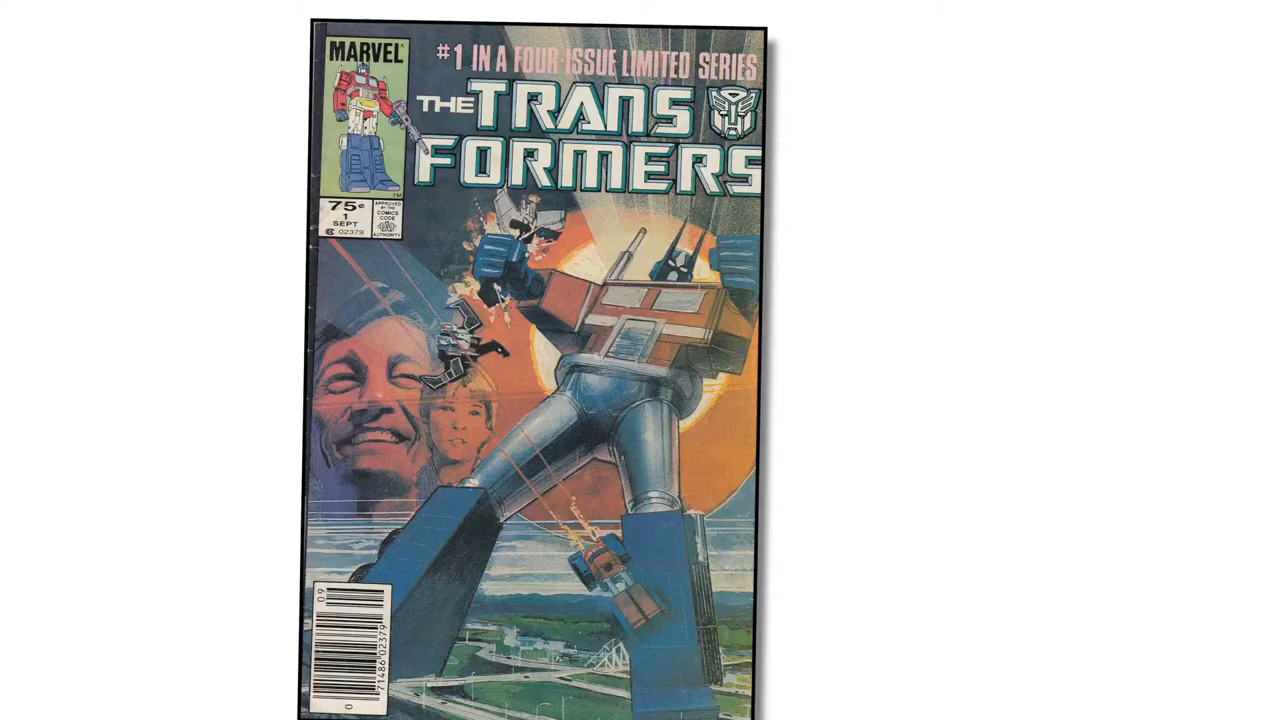 MARVEL
#1 IN A FOUR-ISSUE LIMITED SERIES
THE TRANS
FORMERS
TM
75¢
1
SEPT
02379
APPROVED
BY THE
COMICS
CODE
AUTHORITY
09
71486 02379
0